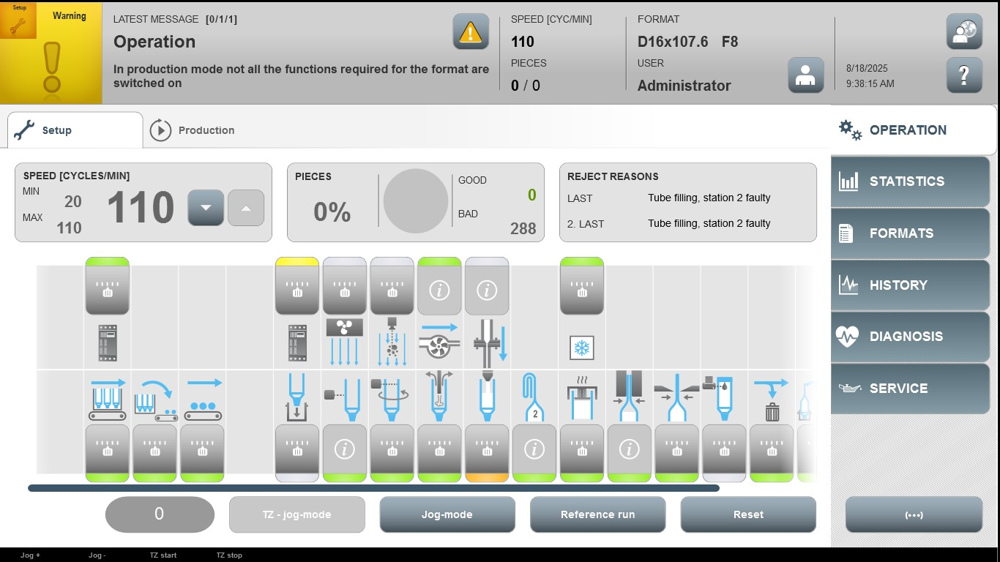 Setup
Warning
LATEST MESSAGE [0/1/1]
Operation
In production mode not all the functions required for the format are
switched on
SPEED [CYC/MIN]
110
PIECES
0 / 0
FORMAT
D16x107.6 F8
USER
Administrator
8/18/2025
9:38:15 AM
?
Setup
Production
OPERATION
STATISTICS
FORMATS
HISTORY
DIAGNOSIS
SERVICE
SPEED [CYCLES/MIN]
MIN
20
MAX
110
110
PIECES
0%
GOOD
0
BAD
288
REJECT REASONS
LAST Tube filling, station 2 faulty
2. LAST Tube filling, station 2 faulty
i
i
2
i
i
i
0
TZ - jog-mode
Jog-mode
Reference run
Reset
(...)
Jog + Jog - TZ start TZ stop